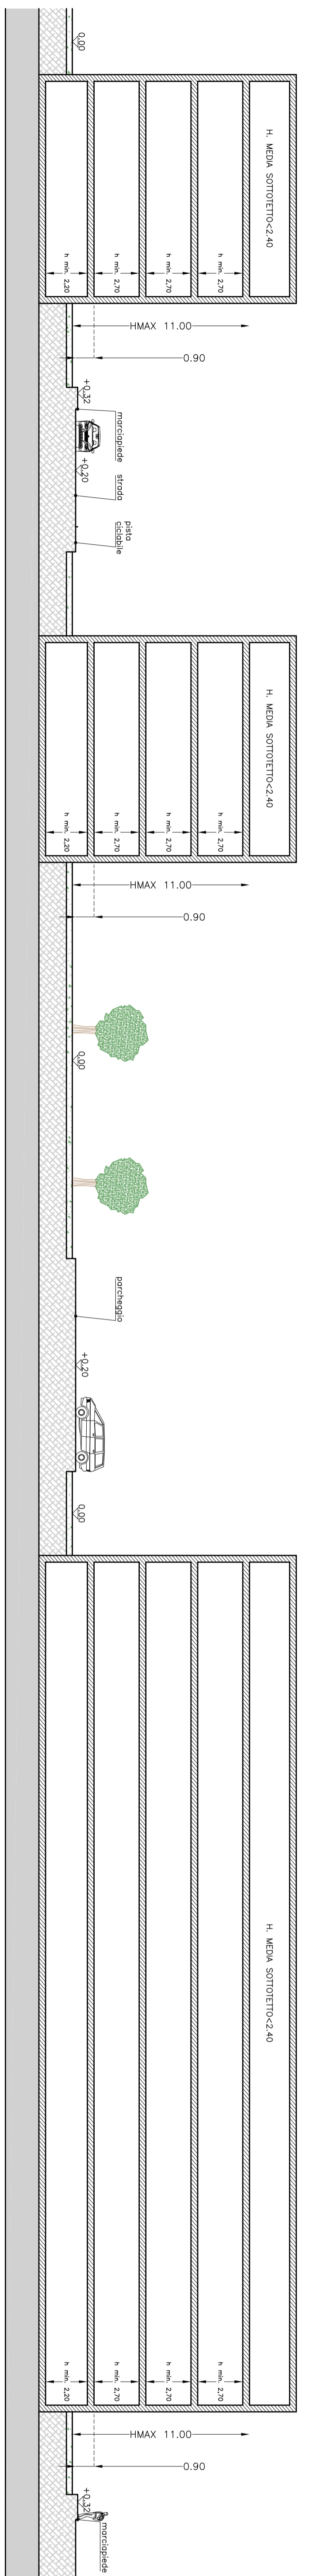 0.00
H. MEDIA SOTTOTETTO<2.40
h min. 2,70
h min. 2,70
h min. 2,70
h min. 2,20
HMAX 11.00
0.90
+0.32
marciapiede
+0.20
strada
pista
ciclabile
H. MEDIA SOTTOTETTO<2.40
h min. 2,70
h min. 2,70
h min. 2,70
h min. 2,20
HMAX 11.00
0.90
0.00
parcheggio
+0.20
0.00
H. MEDIA SOTTOTETTO<2.40
h min. 2,70
h min. 2,70
h min. 2,70
h min. 2,20
HMAX 11.00
0.90
+0.32
marciapiede